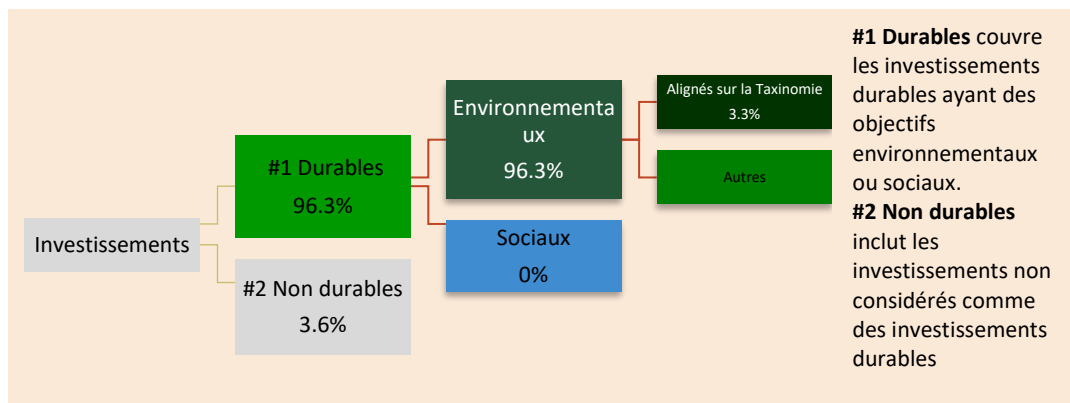 Investissements
#1 Durables
96.3%
#2 Non durables
3.6%
Environnementa
ux
96.3%
Sociaux
0%
Alignés sur la Taxinomie
3.3%
Autres
#1 Durables couvre
les investissements
durables ayant des
objectifs
environnementaux
ou sociaux.
#2 Non durables
inclut les
investissements non
considérés comme
des investissements
durables